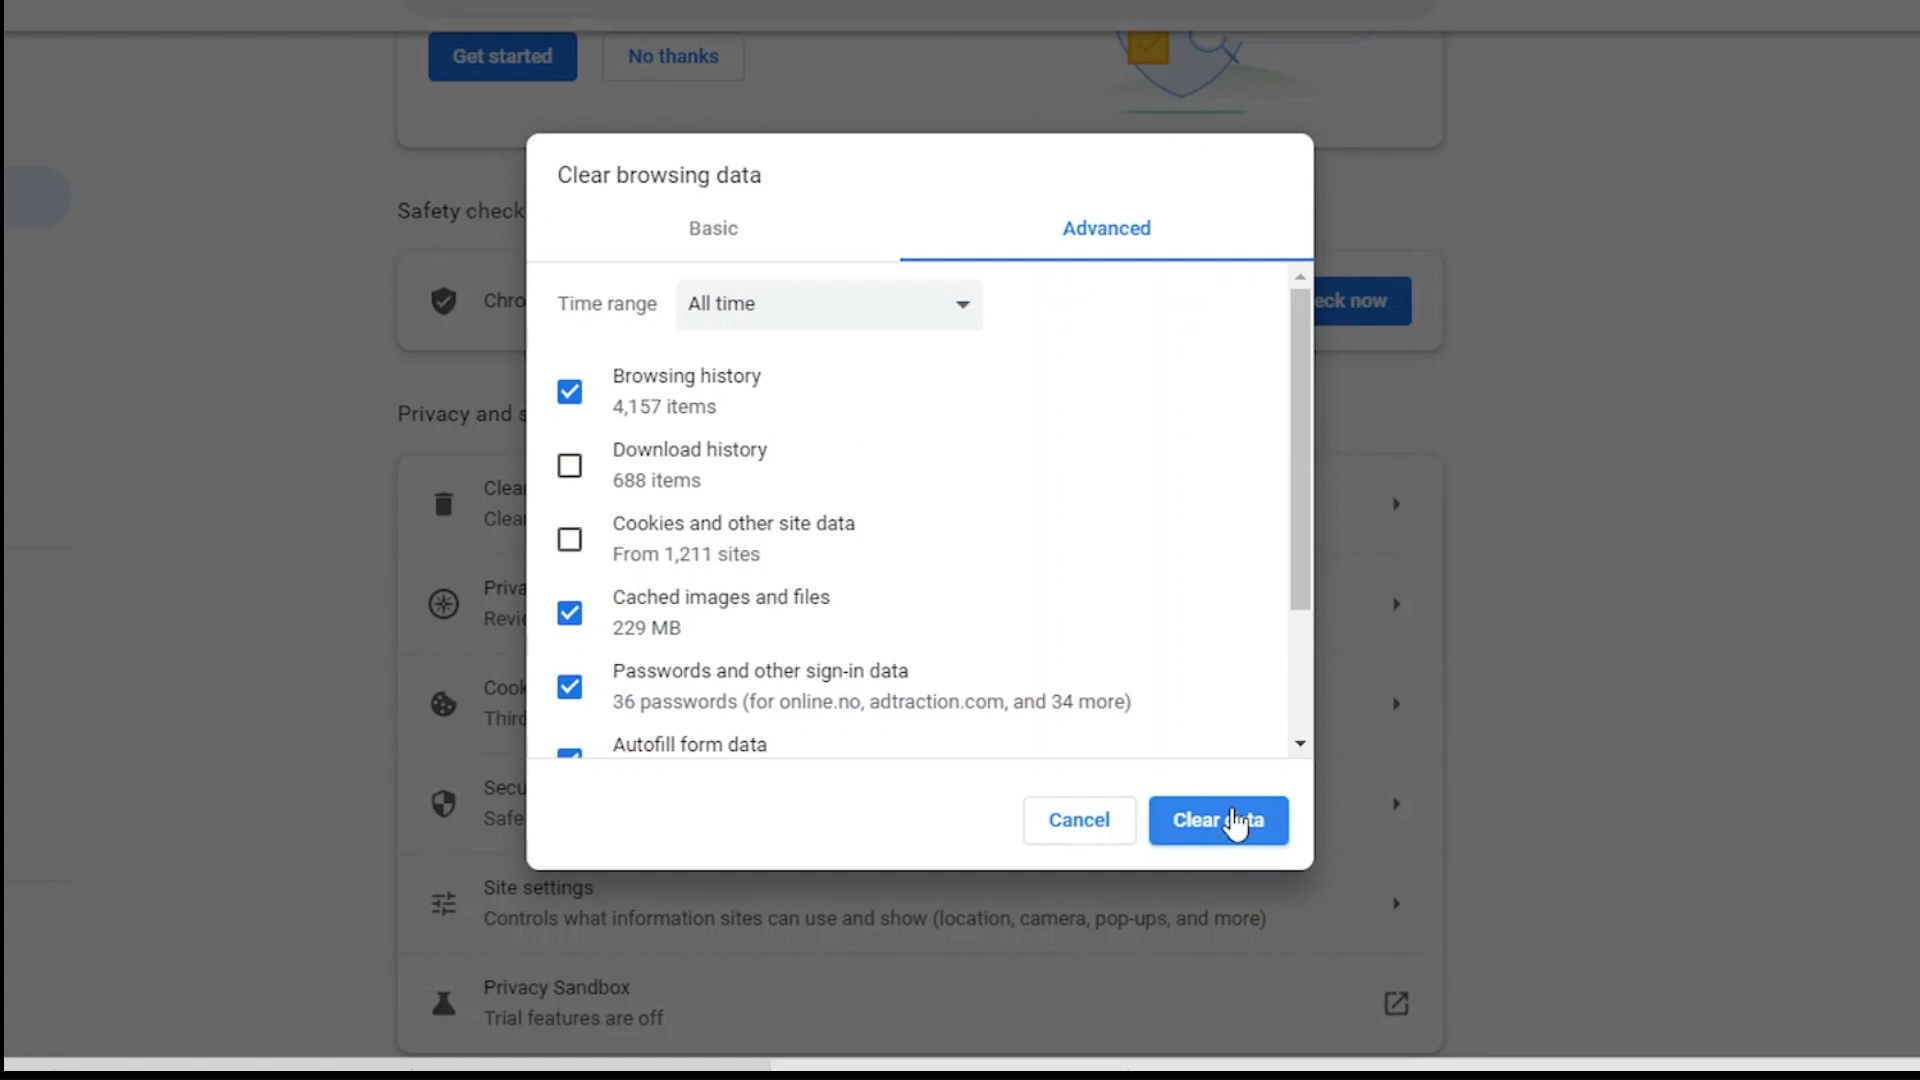 Get started
No thanks
Clear browsing data
Basic
Advanced
Safety check
Time range
All time
Chro
eck now
Browsing history
4,157 items
Privacy and s
Download history
688 items
Clear
Clear
Cookies and other site data
From 1,211 sites
Priva
Revie
Cached images and files
229 MB
Passwords and other sign-in data
36 passwords (for online.no, adtraction.com, and 34 more)
Cook
Third
Autofill form data
Secu
Safe
Cancel
Clear data
Site settings
Controls what information sites can use and show (location, camera, pop-ups, and more)
Privacy Sandbox
Trial features are off